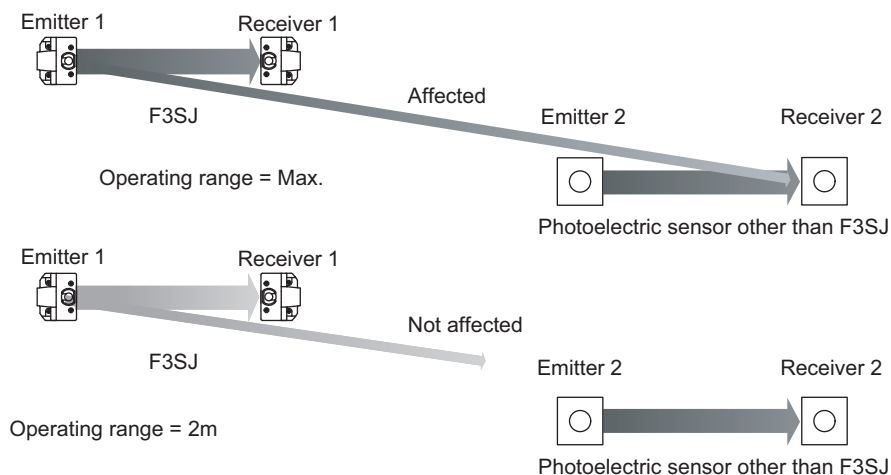 Emitter 1
Receiver 1
Affected
F3SJ
Emitter 2
Receiver 2
Operating range = Max.
Photoelectric sensor other than F3SJ
Emitter 1
Receiver 1
Not affected
F3SJ
Emitter 2
Receiver 2
Operating range = 2m
Photoelectric sensor other than F3SJ